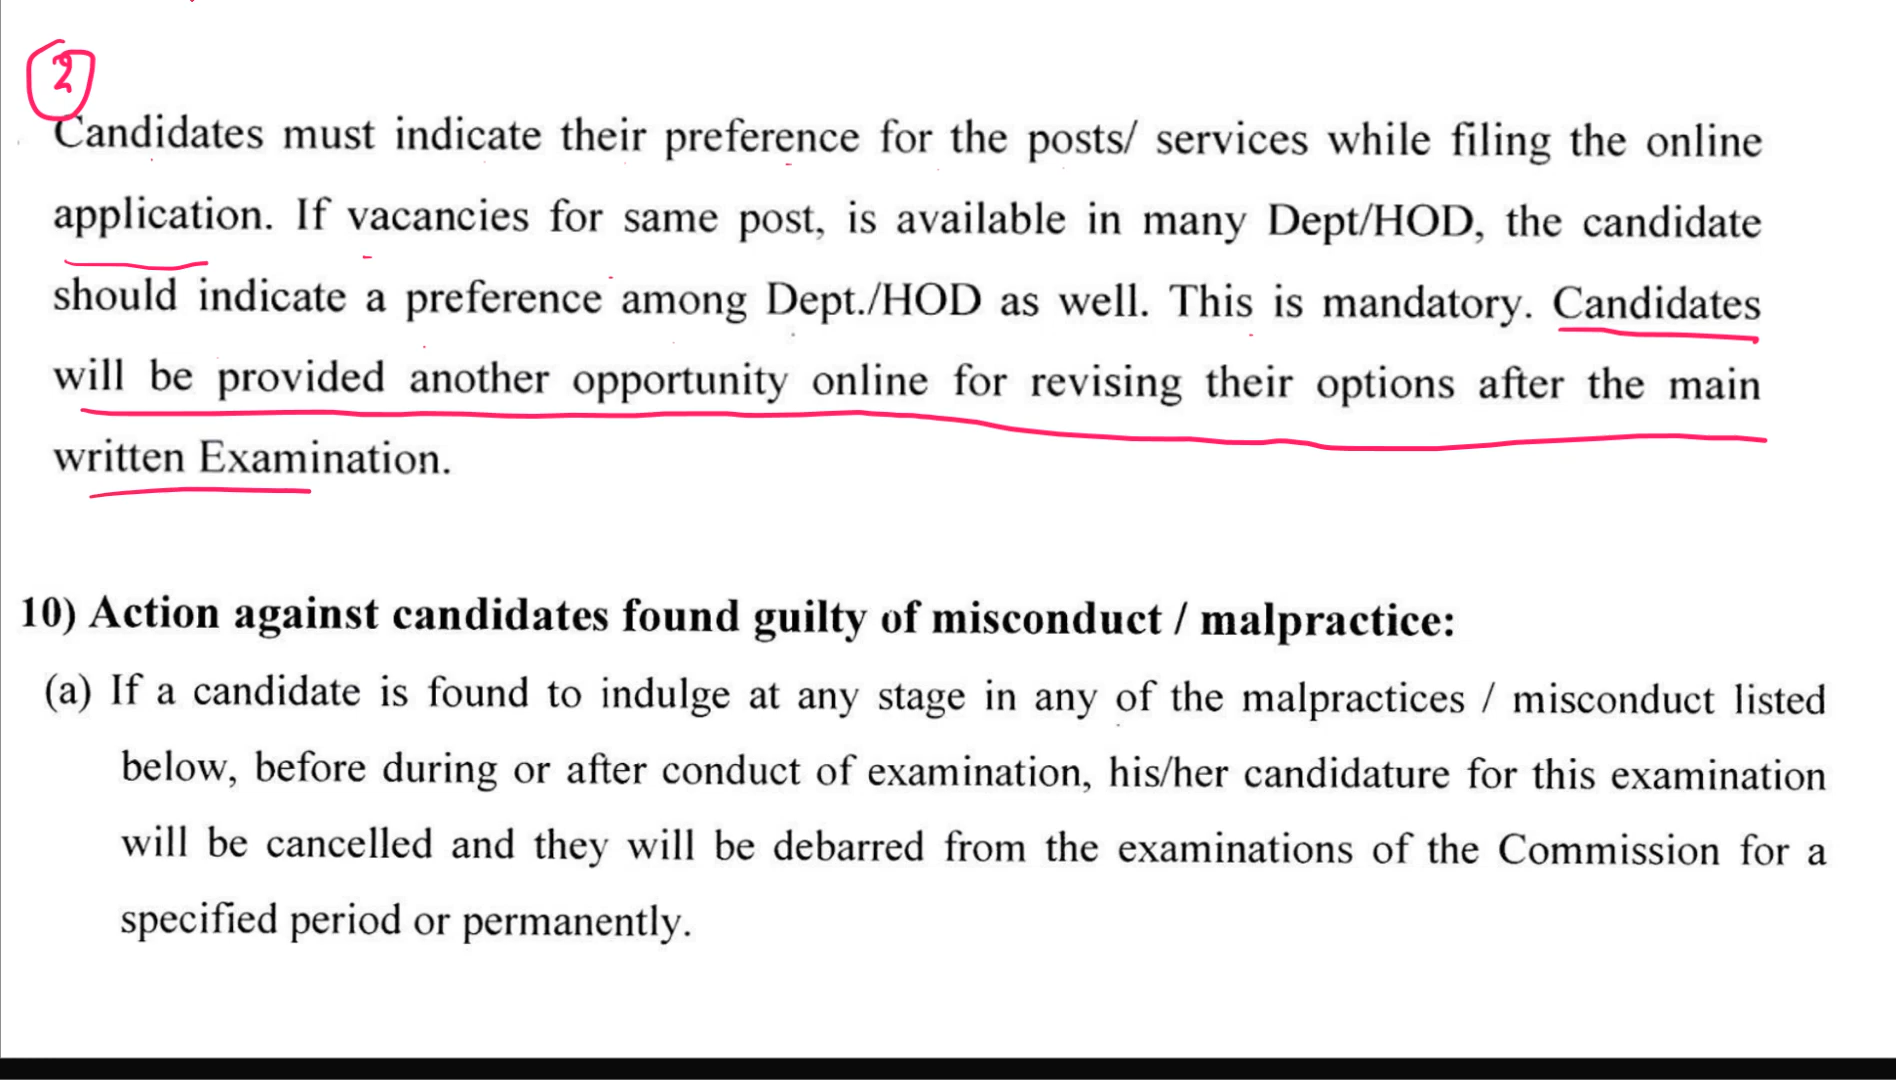 2
Candidates must indicate their preference for the posts/ services while filing the online
application. If vacancies for same post, is available in many Dept/HOD, the candidate
should indicate a preference among Dept./HOD as well. This is mandatory. Candidates
will be provided another opportunity online for revising their options after the main
written Examination.
10) Action against candidates found guilty of misconduct / malpractice:
(a) If a candidate is found to indulge at any stage in any of the malpractices / misconduct listed
below, before during or after conduct of examination, his/her candidature for this examination
will be cancelled and they will be debarred from the examinations of the Commission for a
specified period or permanently.